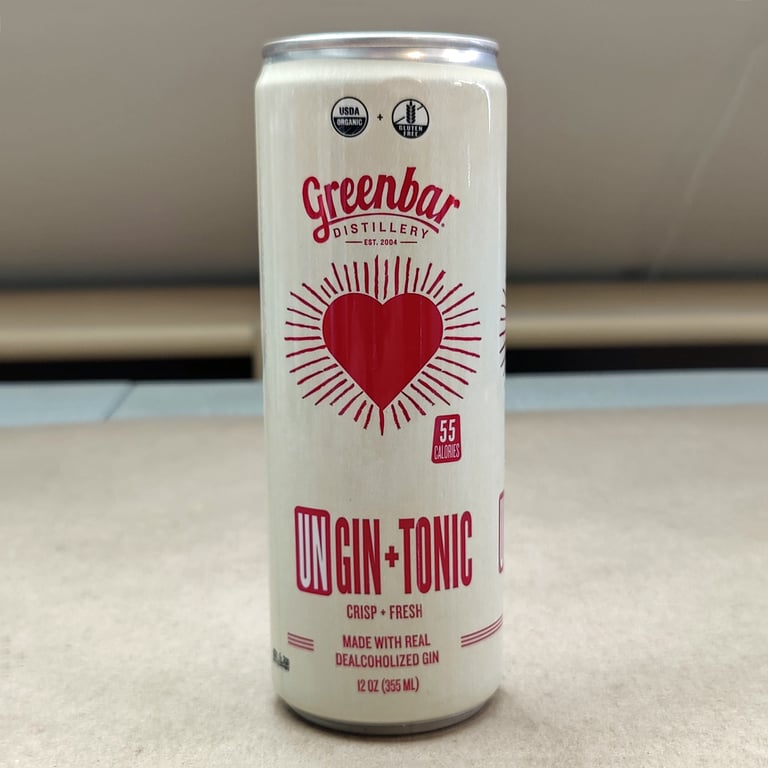 USDA
ORGANIC
+
GLUTEN
FREE
Greenbar
DISTILLERY
EST. 2004
55
CALORIES
UN GIN+TONIC
CRISP + FRESH
MADE WITH REAL
DEALCOHOLIZED GIN
12 OZ (355 ML)